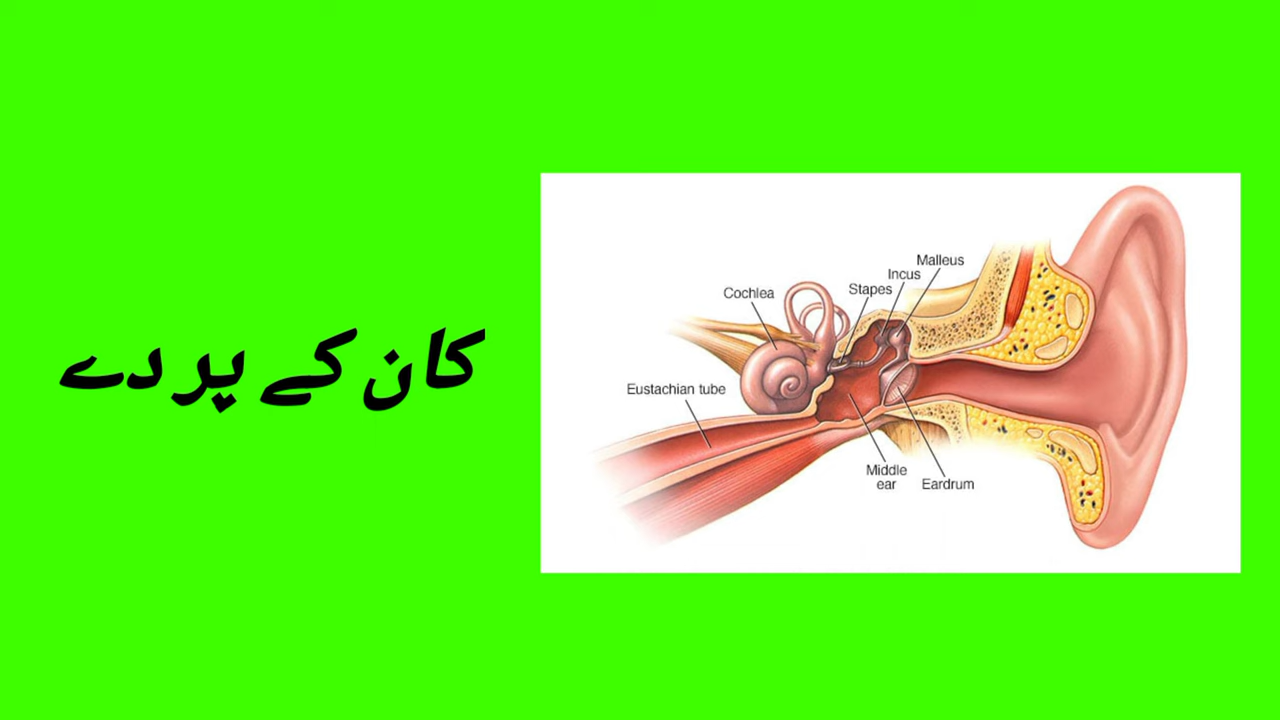 کان کے پردے
Malleus
Incus
Stapes
Cochlea
Eustachian tube
Middle
ear
Eardrum